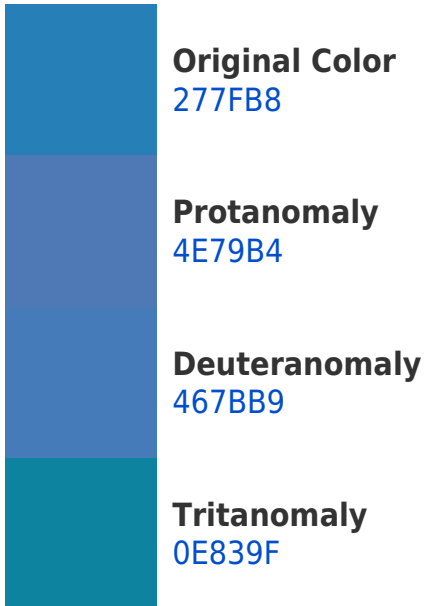 Original Color
277FB8
Protanomaly
4E79B4
Deuteranomaly
467BB9
Tritanomaly
0E839F